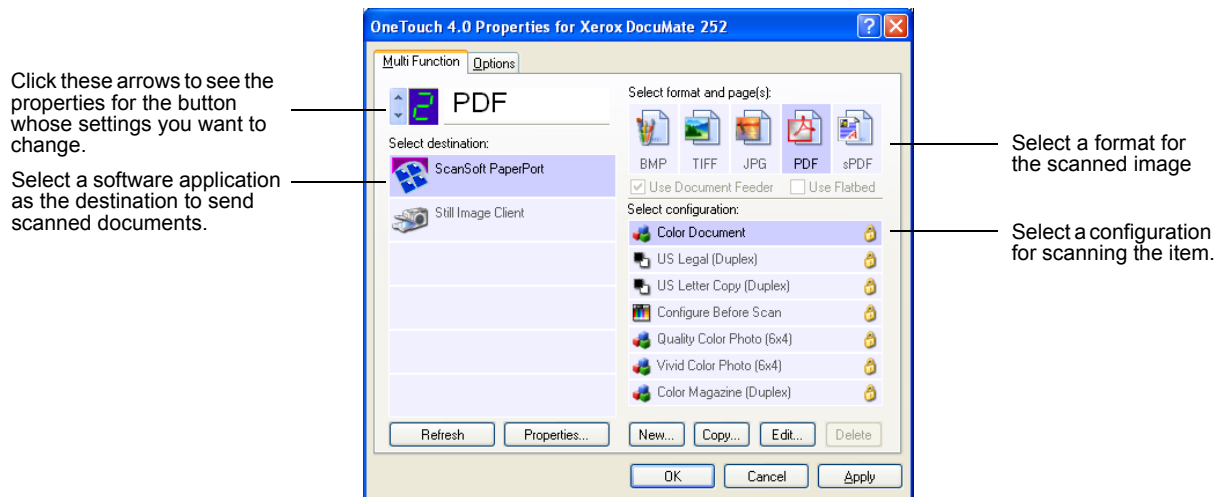 OneTouch 4.0 Properties for Xerox DocuMate 252
Multi Function
Options
Click these arrows to see the
properties for the button
whose settings you want to
change.
Select a software application
as the destination to send
scanned documents.
2
PDF
Select destination:
ScanSoft PaperPort
Still Image Client
Refresh
Properties...
Select format and page(s):
BMP
TIFF
JPG
PDF
sPDF
Use Document Feeder
Use Flatbed
Select configuration:
Color Document
US Legal (Duplex)
US Letter Copy (Duplex)
Configure Before Scan
Quality Color Photo (6x4)
Vivid Color Photo (6x4)
Color Magazine (Duplex)
New...
Copy...
Edit...
Delete
OK
Cancel
Apply
Select a format for
the scanned image
Select a configuration
for scanning the item.